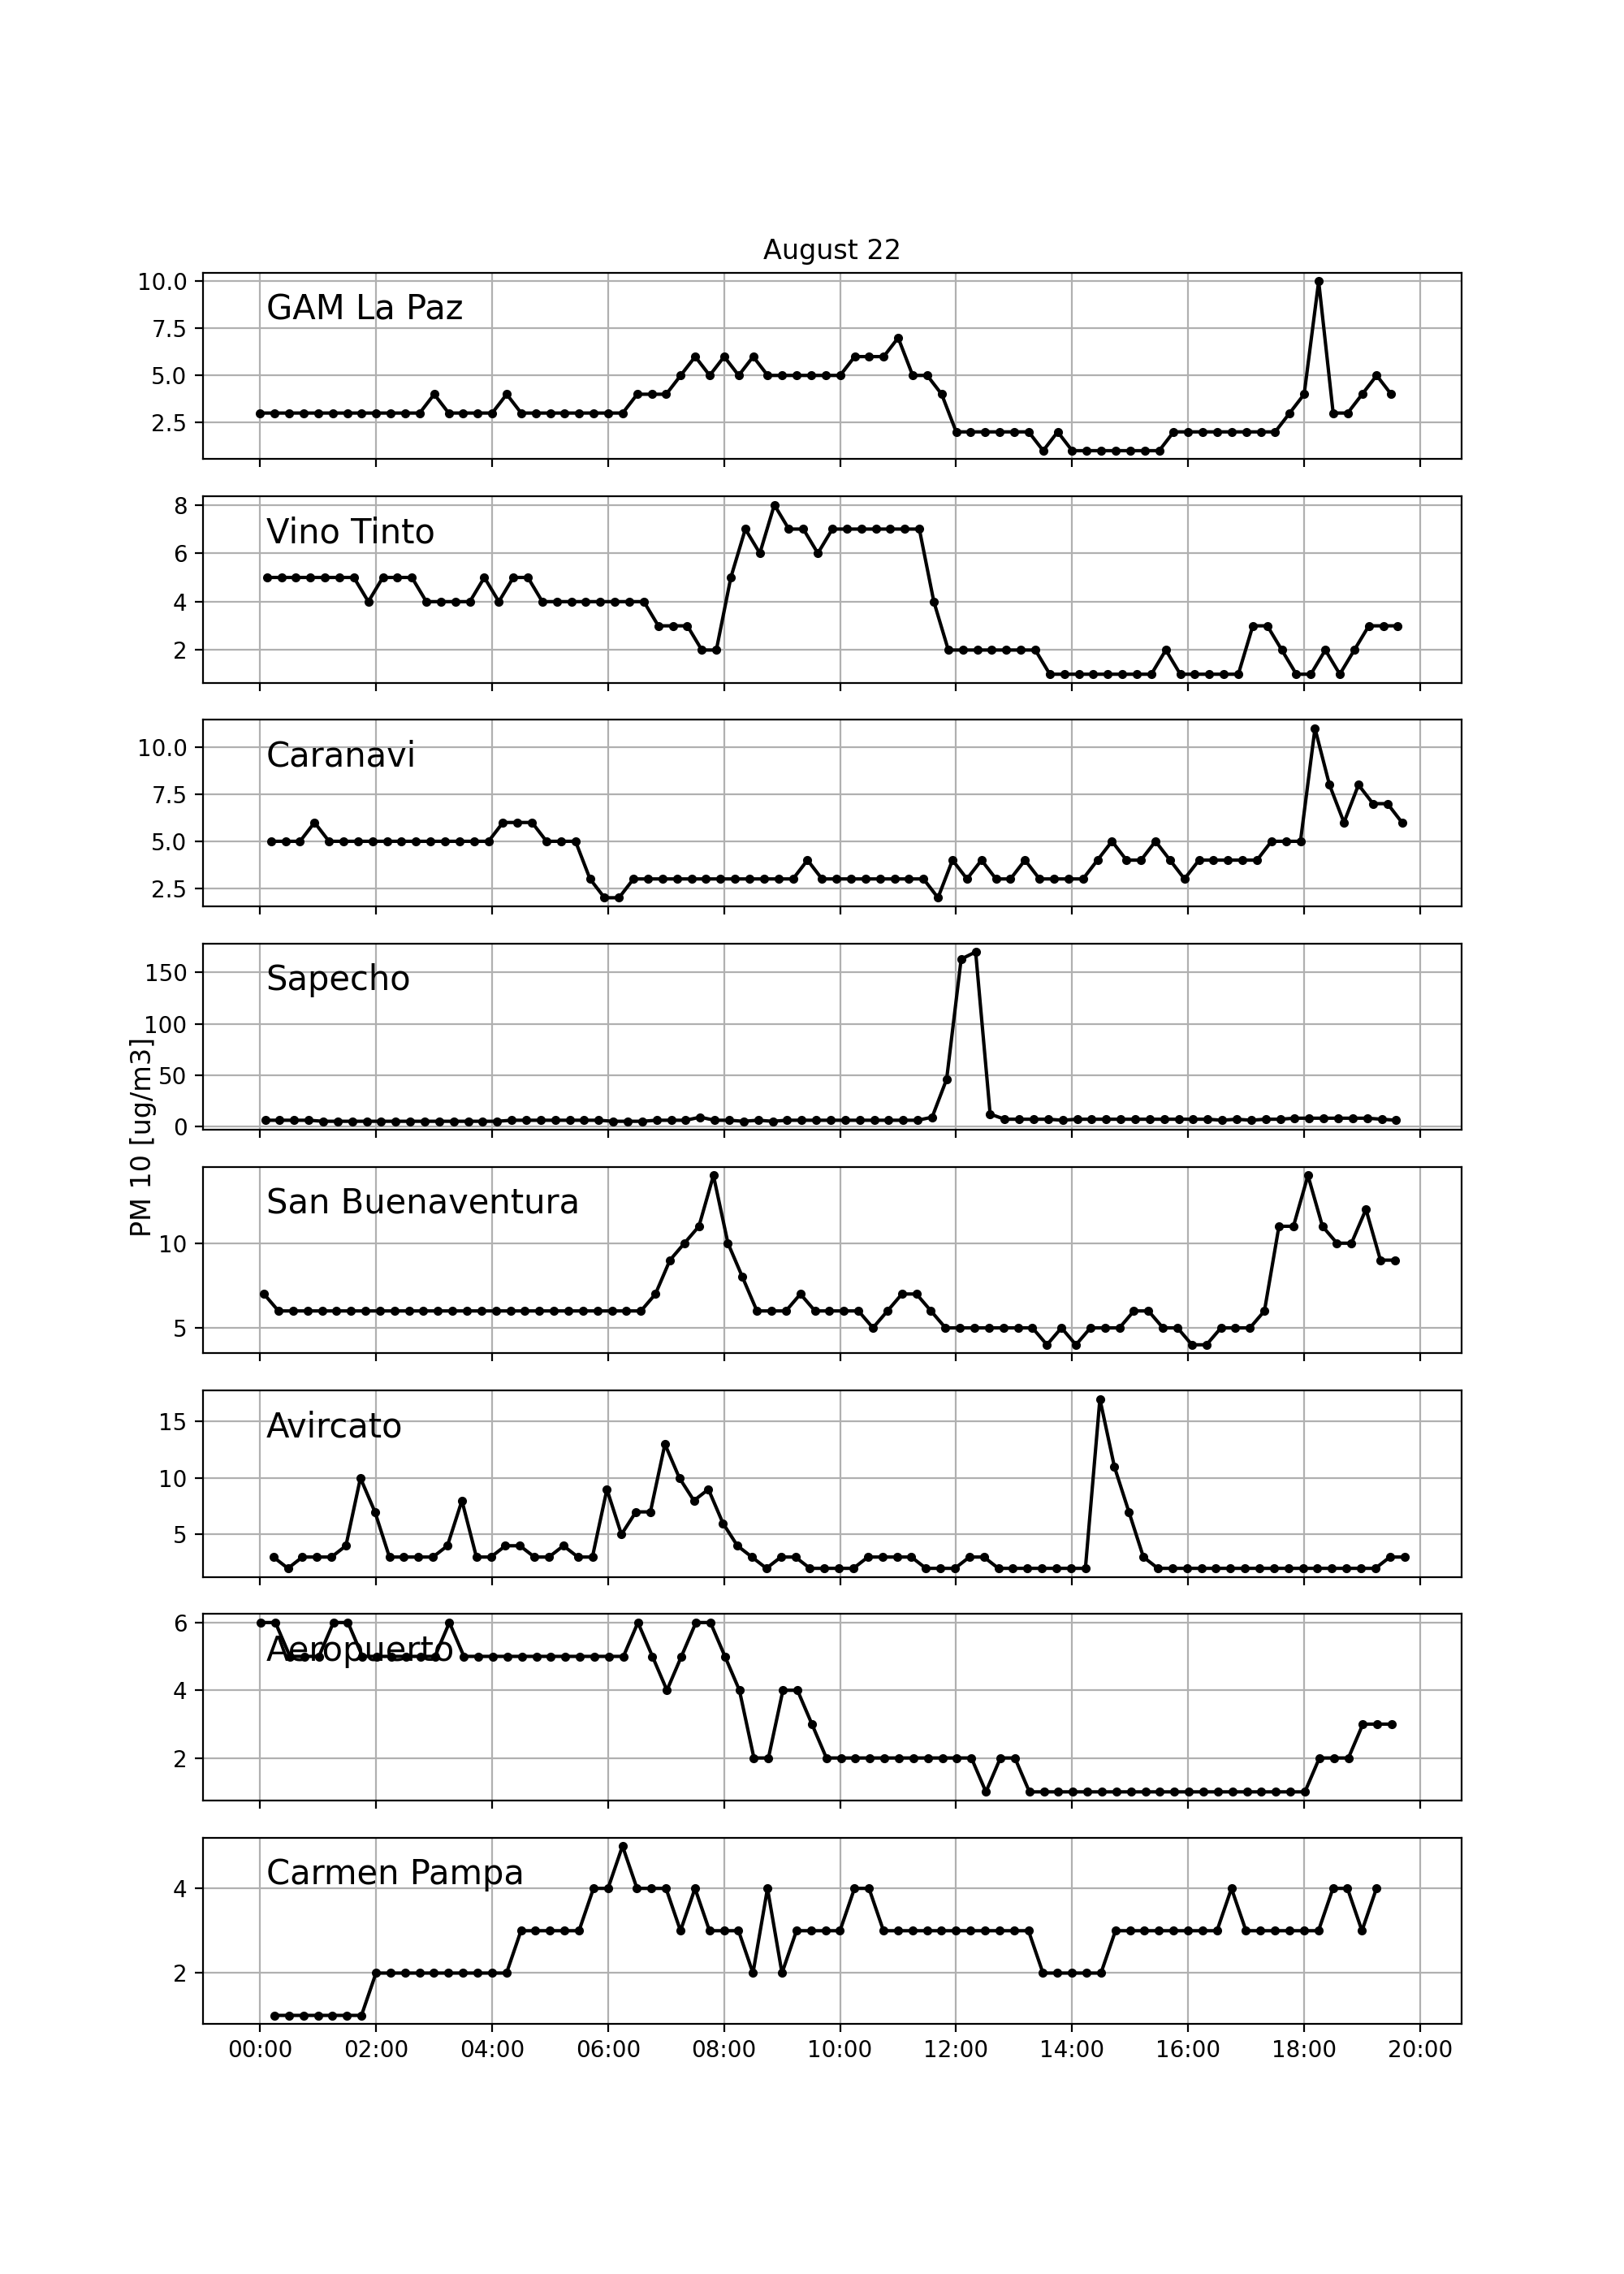 August 22
10.0
7.5
5.0
2.5
GAM La Paz
8
6
4
2
Vino Tinto
10.0
7.5
5.0
2.5
Caranavi
150
100
50
0
Sapecho
PM 10 [ug/m3]
10
5
San Buenaventura
15
10
5
Avircato
6
4
2
Aeropuerto
4
2
Carmen Pampa
00:00 02:00 04:00 06:00 08:00 10:00 12:00 14:00 16:00 18:00 20:00